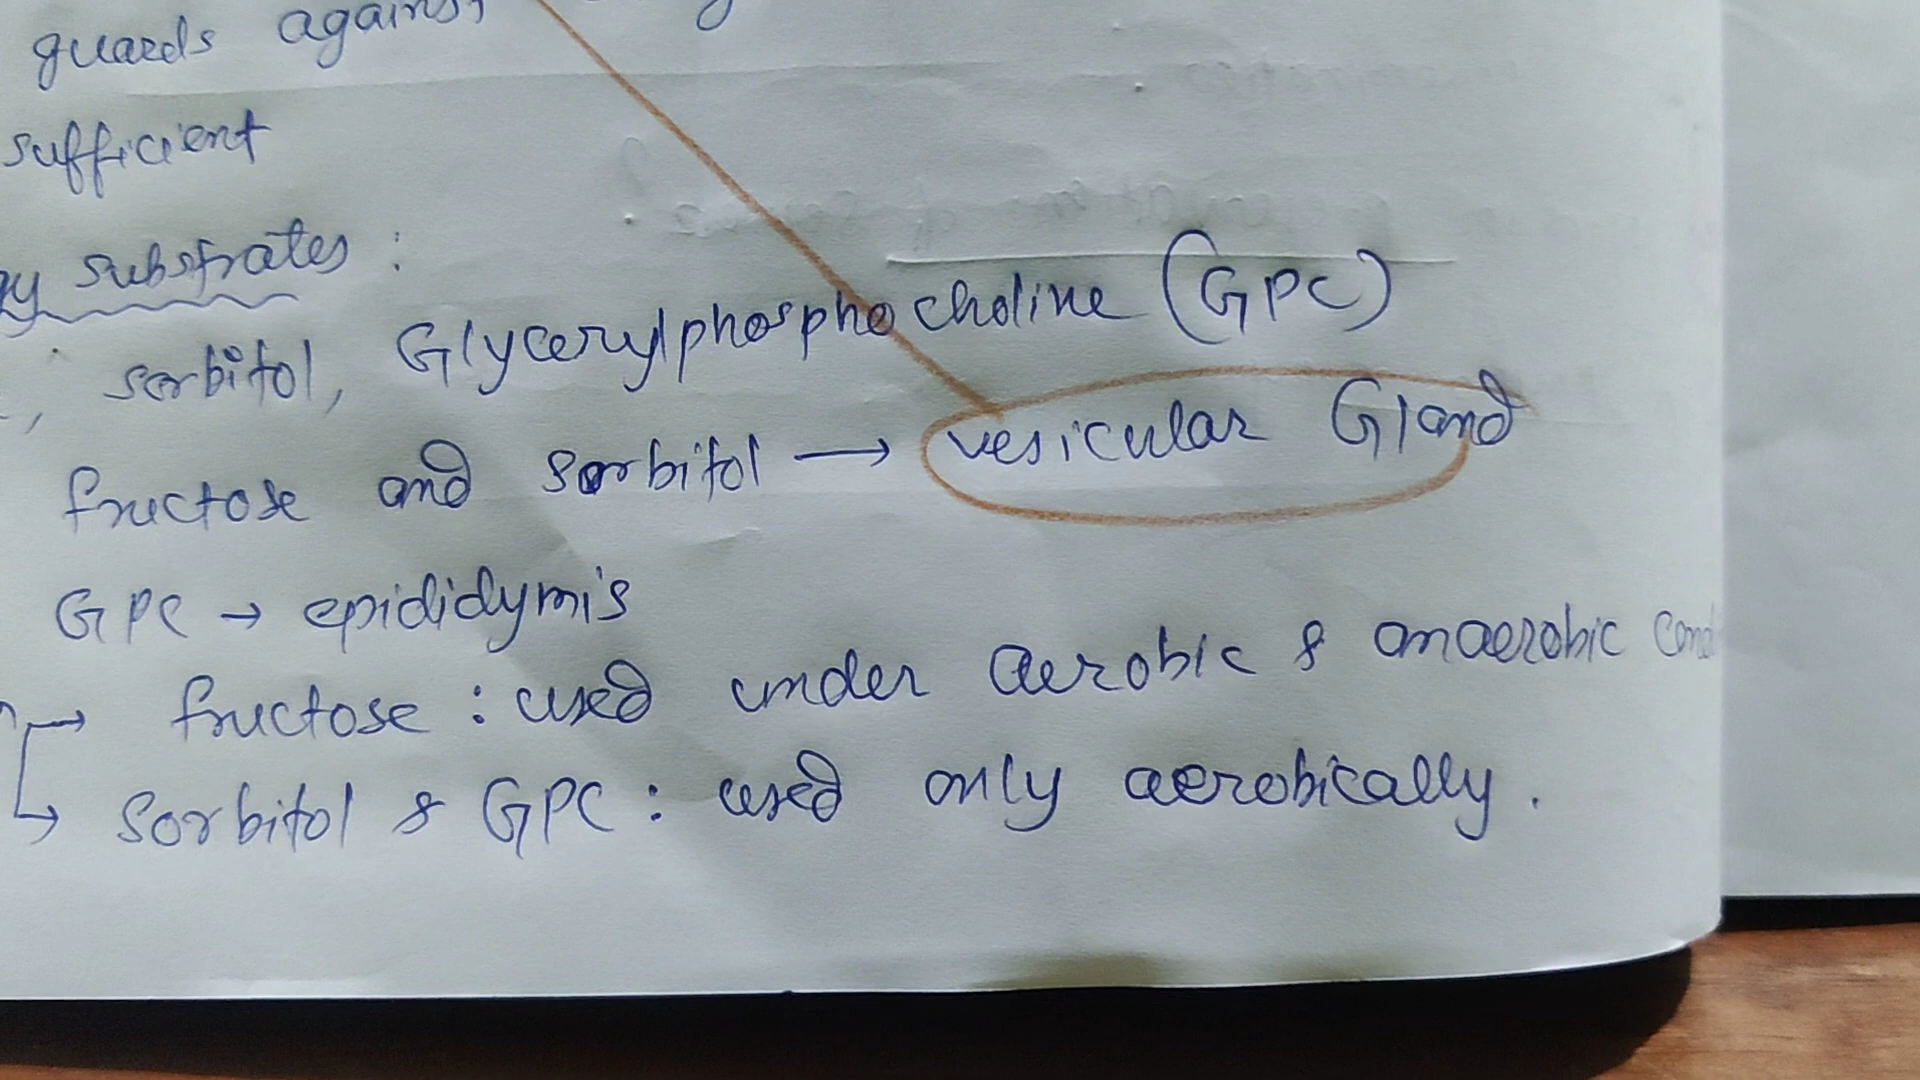 guards against
sufficient
substrates :
, sorbitol, Glycerylphosphocholine (GPC)
fructose and sorbitol → vesicular Gland
GPC → epididymis
→ fructose : used under aerobic & anaerobic cond
↳ Sorbitol & GPC : used only aerobically.